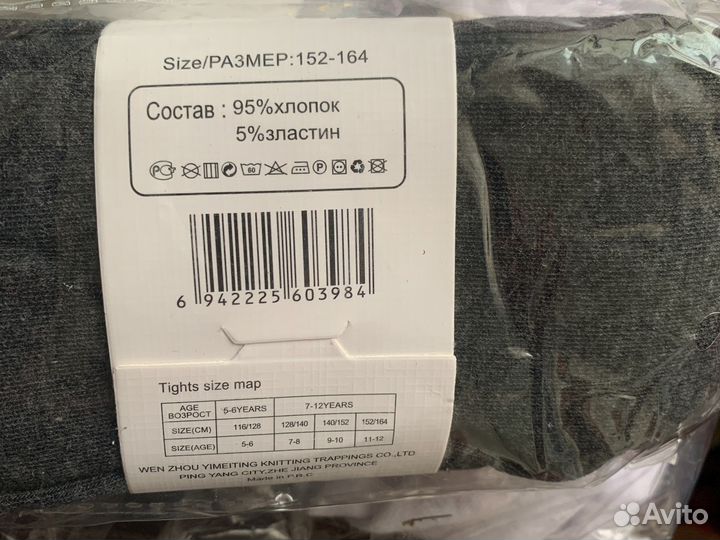 Size/РАЗМЕР:152-164
Состав : 95%хлопок
5%зластин
60
6 942225 603984
Tights size map
AGE ВОЗРОСТ 5-6YEARS 7-12YEARS
SIZE(CM) 116/128 128/140 140/152 152/164
SIZE(AGE) 5-6 7-8 9-10 11-12
WEN ZHOU YIMEITING KNITTING TRAPPINGS CO.,LTD
PING YANG CITY,ZHE JIANG PROVINCE
Made in P.R.C
Avito